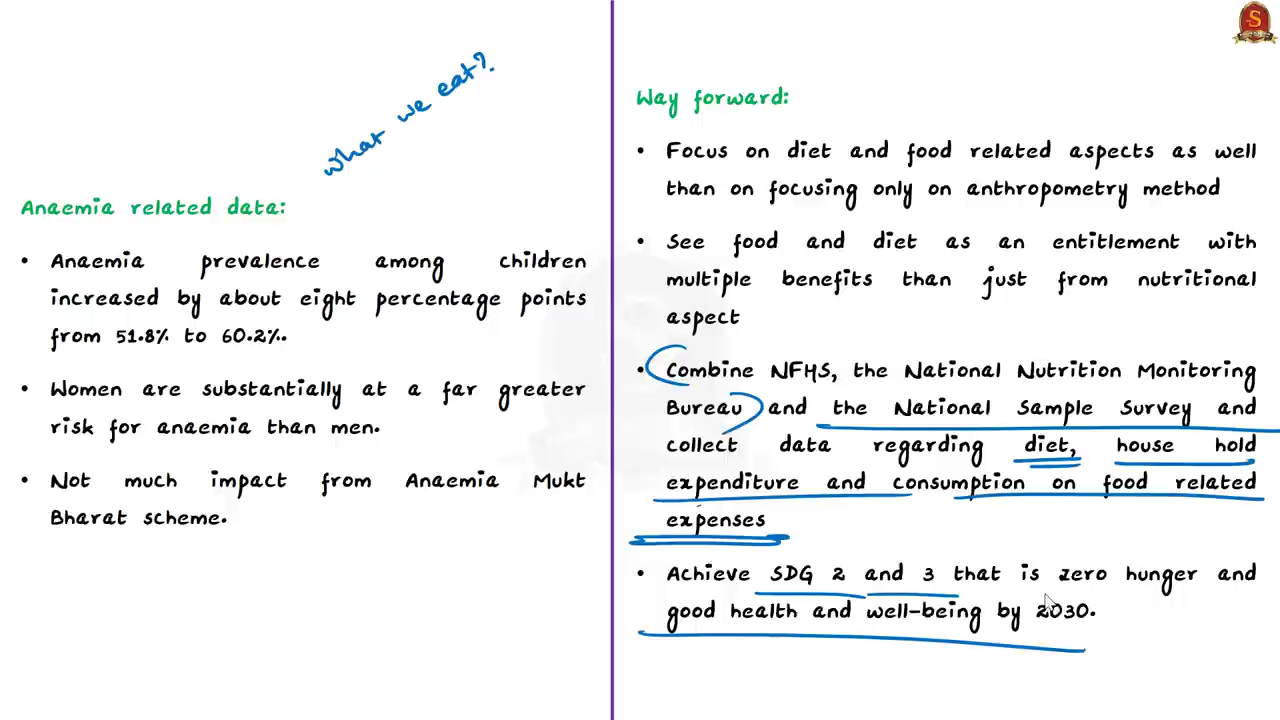 what we eat?
Anaemia related data:
• Anaemia prevalence among children
increased by about eight percentage points
from 51.8% to 60.2%.
• Women are substantially at a far greater
risk for anaemia than men.
• Not much impact from Anaemia Mukt
Bharat scheme.
S
Way forward:
• Focus on diet and food related aspects as well
than on focusing only on anthropometry method
• See food and diet as an entitlement with
multiple benefits than just from nutritional
aspect
• Combine NFHS, the National Nutrition Monitoring
Bureau and the National Sample Survey and
collect data regarding diet, house hold
expenditure and consumption on food related
expenses
• Achieve SDG 2 and 3 that is zero hunger and
good health and well-being by 2030.